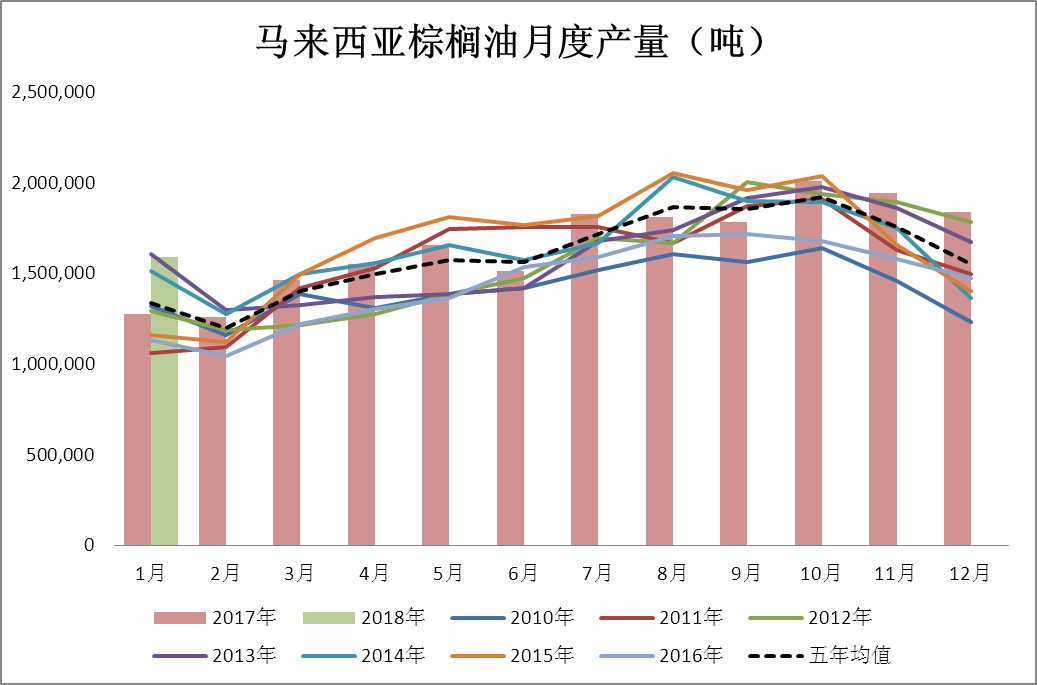 马来西亚棕榈油月度产量（吨）
2,500,000
2,000,000
1,500,000
1,000,000
500,000
0
1月 2月 3月 4月 5月 6月 7月 8月 9月 10月 11月 12月
2017年 2018年 2010年 2011年 2012年
2013年 2014年 2015年 2016年 五年均值